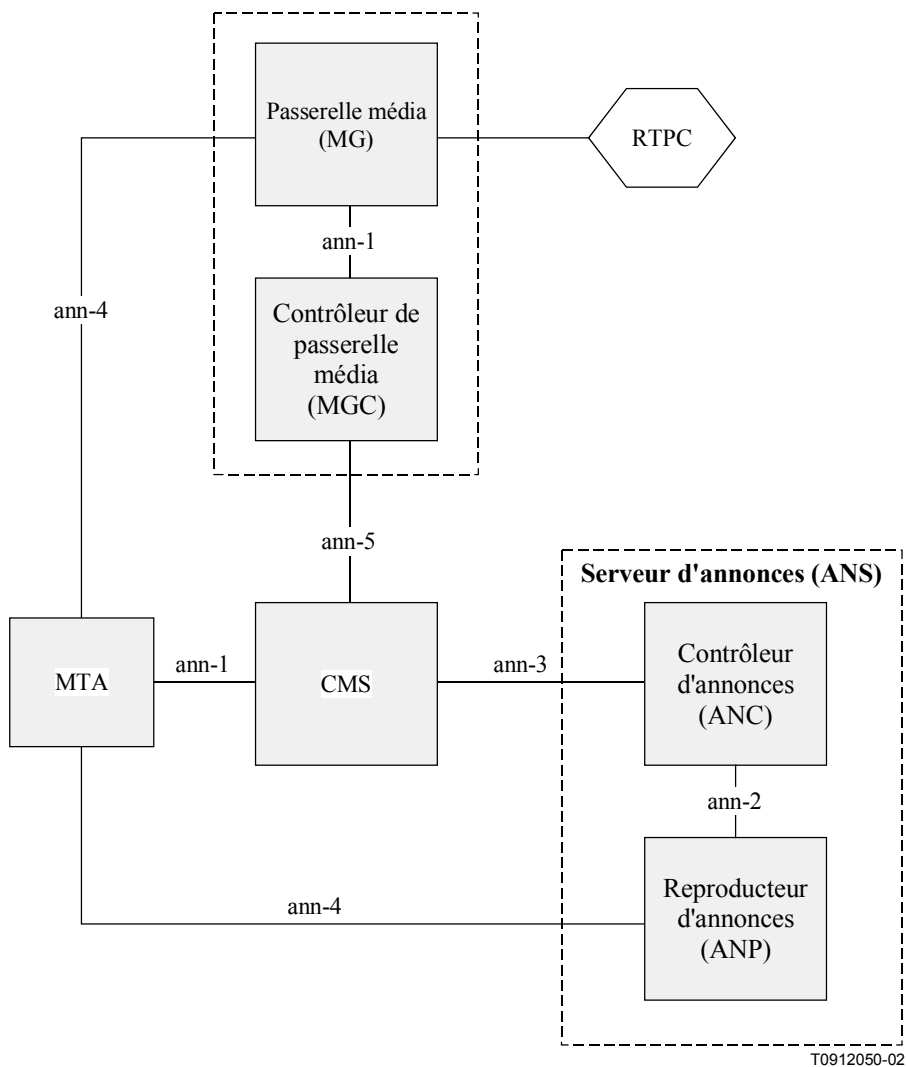 Passerelle média
(MG)
RTPC
ann-1
ann-4
Contrôleur de
passerelle
média
(MGC)
ann-5
Serveur d'annonces (ANS)
MTA
ann-1
CMS
ann-3
Contrôleur
d'annonces
(ANC)
ann-2
ann-4
Reproducteur
d'annonces
(ANP)
T0912050-02